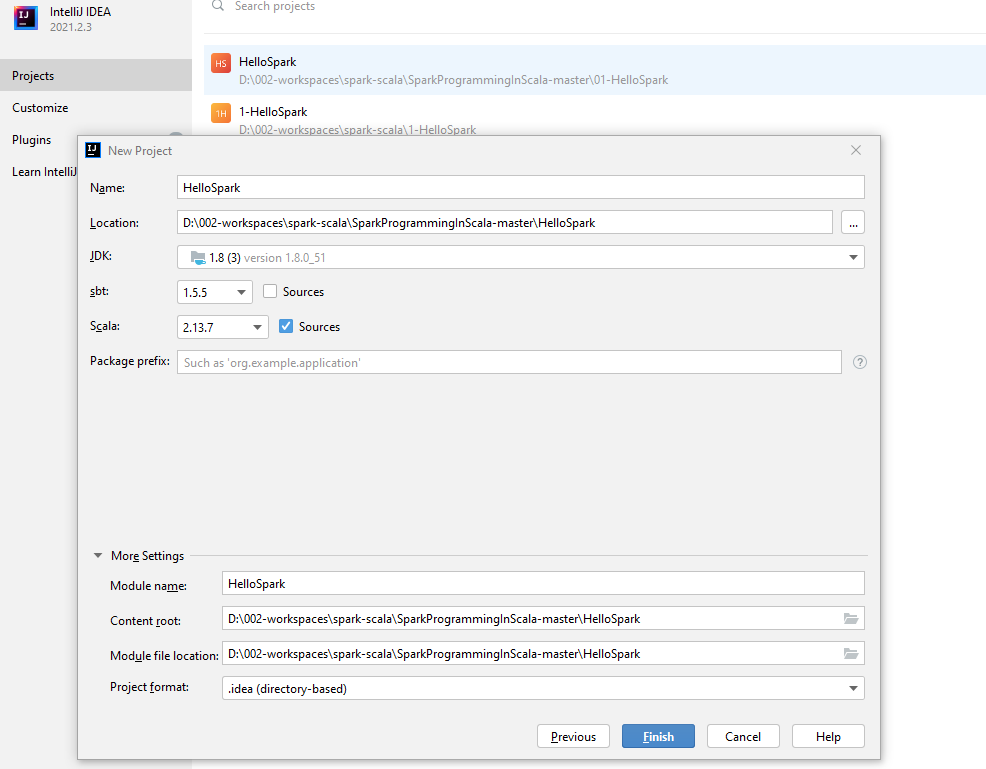 IntelliJ IDEA
2021.2.3
Search projects
Projects
Customize
Plugins
Learn IntelliJ
HS
HelloSpark
D:\002-workspaces\spark-scala\SparkProgrammingInScala-master\01-HelloSpark
1H
1-HelloSpark
D:\002-workspaces\spark-scala\1-HelloSpark
New Project
Name: HelloSpark
Location: D:\002-workspaces\spark-scala\SparkProgrammingInScala-master\HelloSpark ...
JDK: 1.8 (3) version 1.8.0_51
sbt: 1.5.5 Sources
Scala: 2.13.7 Sources
Package prefix: Such as 'org.example.application' ?
More Settings
Module name: HelloSpark
Content root: D:\002-workspaces\spark-scala\SparkProgrammingInScala-master\HelloSpark
Module file location: D:\002-workspaces\spark-scala\SparkProgrammingInScala-master\HelloSpark
Project format: .idea (directory-based)
Previous Finish Cancel Help